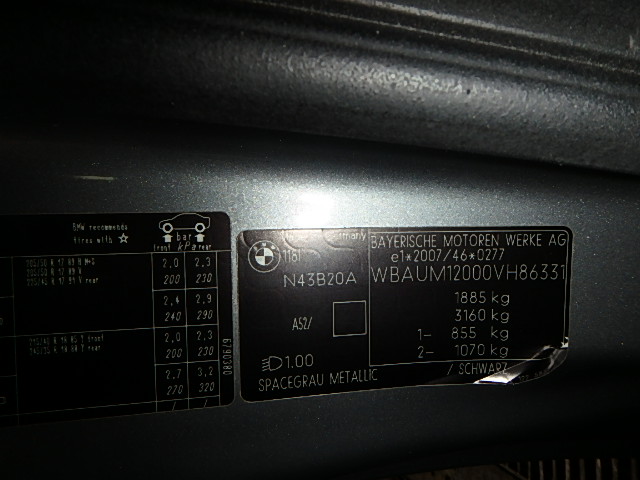 BMW recommends
tires with ☆
bar
kPa
front rear
2,0 2,3
200 230
2,4 2,9
240 290
2,0 2,3
200 230
2,7 3,2
270 320
/ /
6790380
BMW
116i
Germany
N43B20A
A52/
1.00
SPACEGRAU METALLIC
BAYERISCHE MOTOREN WERKE AG
e1*2007/46*0277
WBAUM12000VH86331
1885 kg
3160 kg
1– 855 kg
2– 1070 kg
/ SCHWARZ